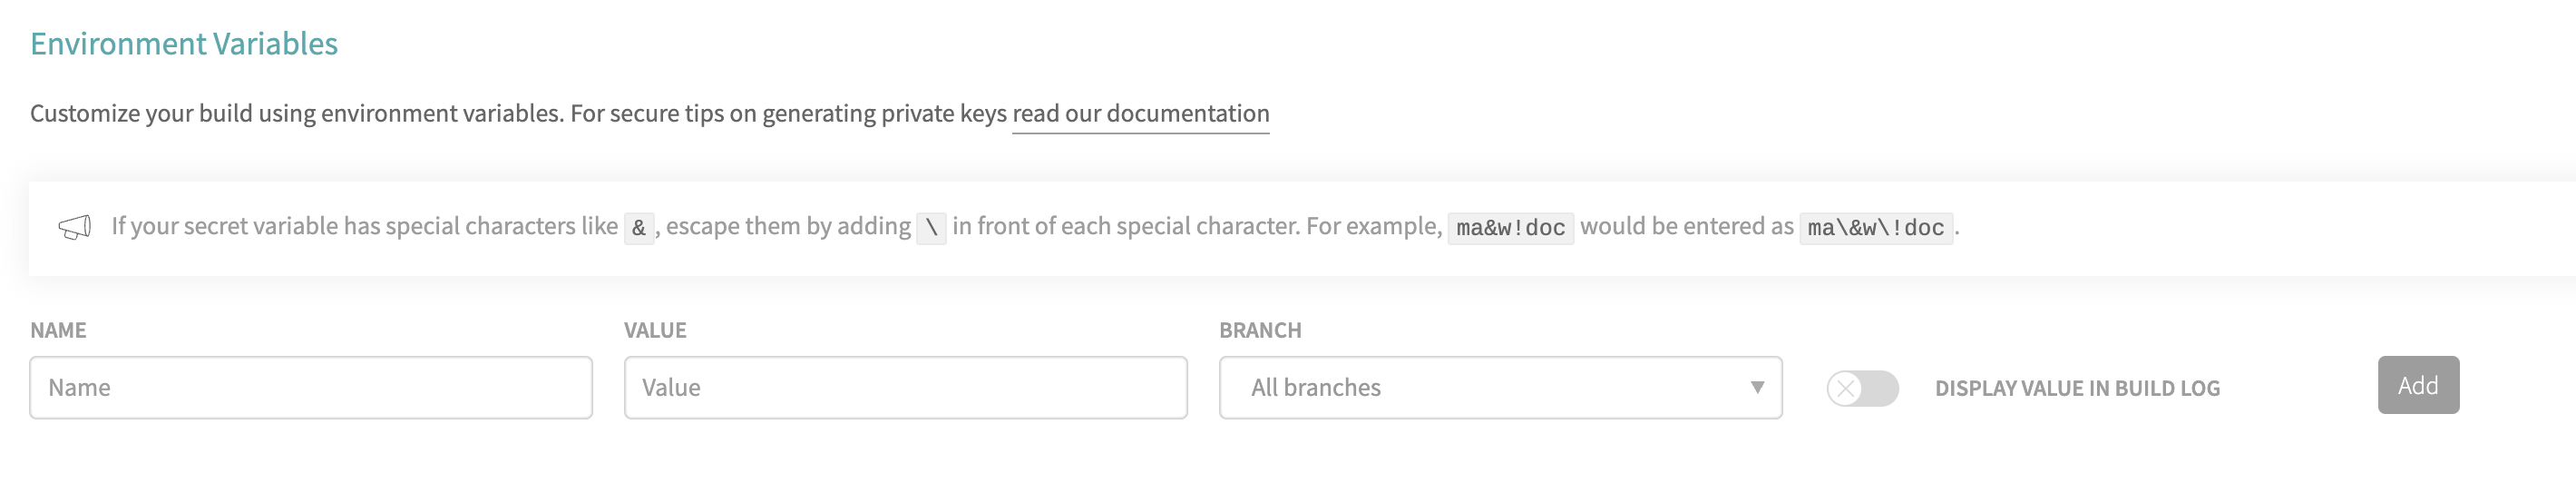 Environment Variables
Customize your build using environment variables. For secure tips on generating private keys read our documentation
If your secret variable has special characters like &, escape them by adding \ in front of each special character. For example, ma&w!doc would be entered as ma\&w\!doc.
NAME VALUE BRANCH
Name Value All branches DISPLAY VALUE IN BUILD LOG Add